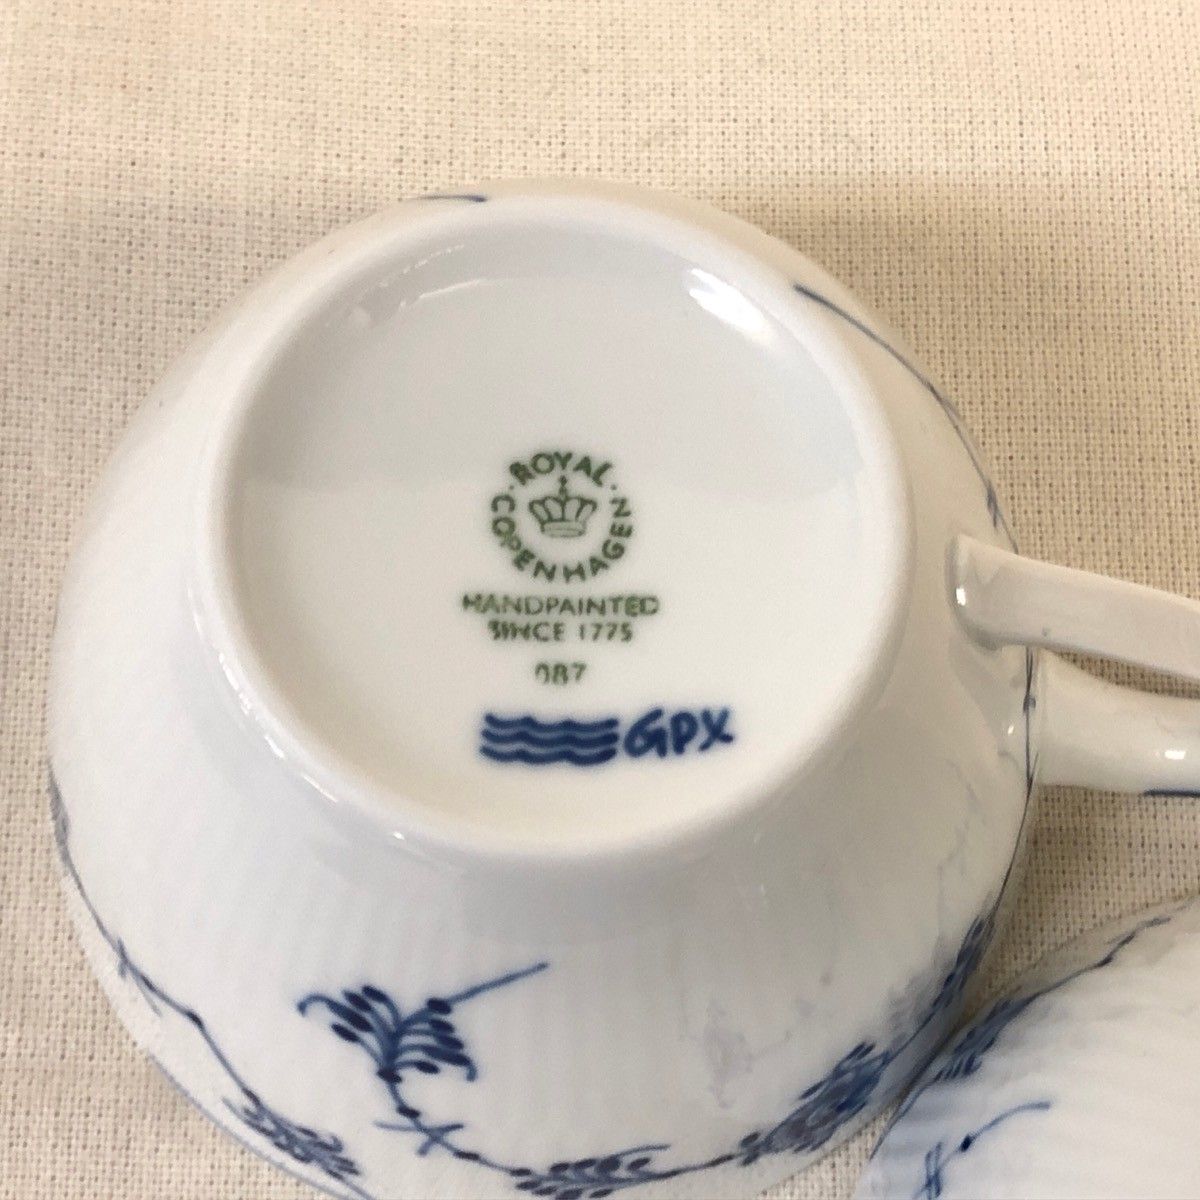 ROYAL COPENHAGEN
HANDPAINTED
SINCE 1775
087
GPX